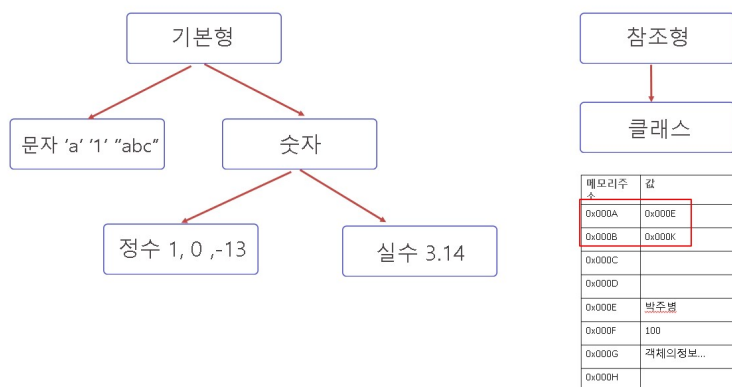 기본형
문자 'a' '1' "abc"
숫자
정수 1, 0 ,-13
실수 3.14
참조형
클래스
메모리주소 값
0x000A 0x000E
0x000B 0x000K
0x000C
0x000D
0x000E 박주병
0x000F 100
0x000G 객체의정보...
0x000H